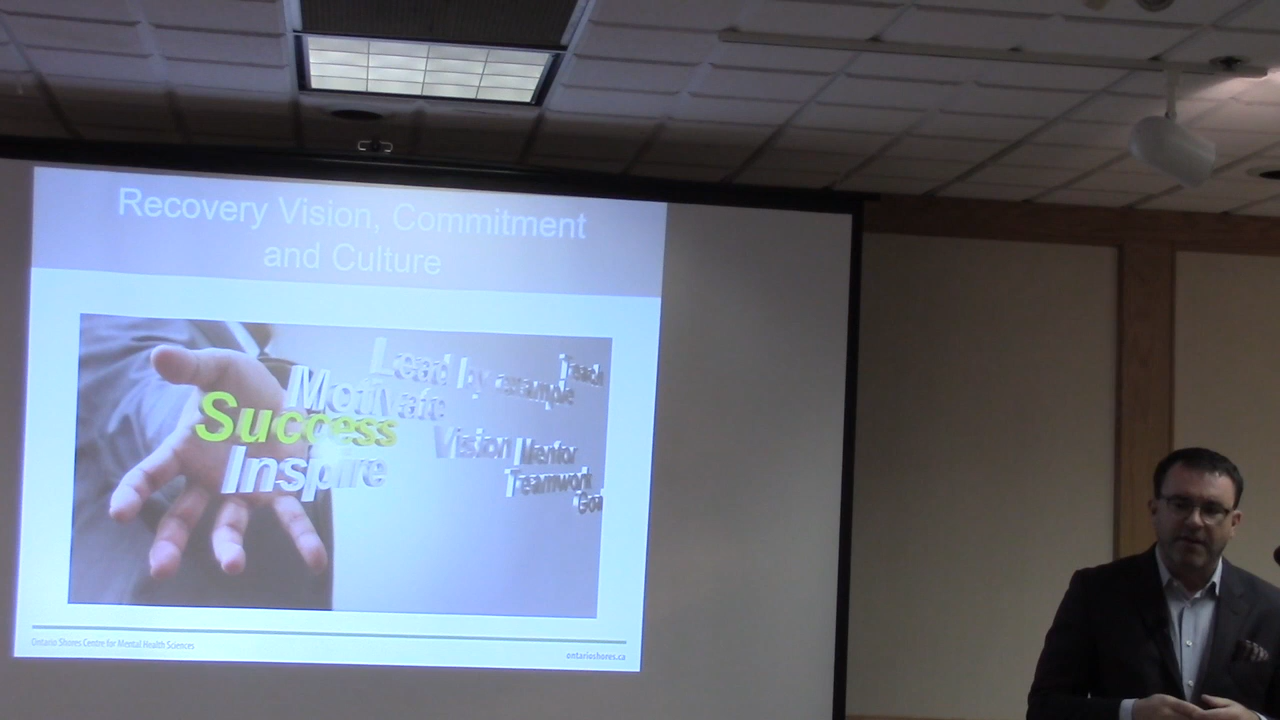 Recovery Vision, Commitment
and Culture
Lead by example
Teach
Motivate
Success
Inspire
Vision
Mentor
Teamwork
Goal
Ontario Shores Centre for Mental Health Sciences
ontarioshores.ca